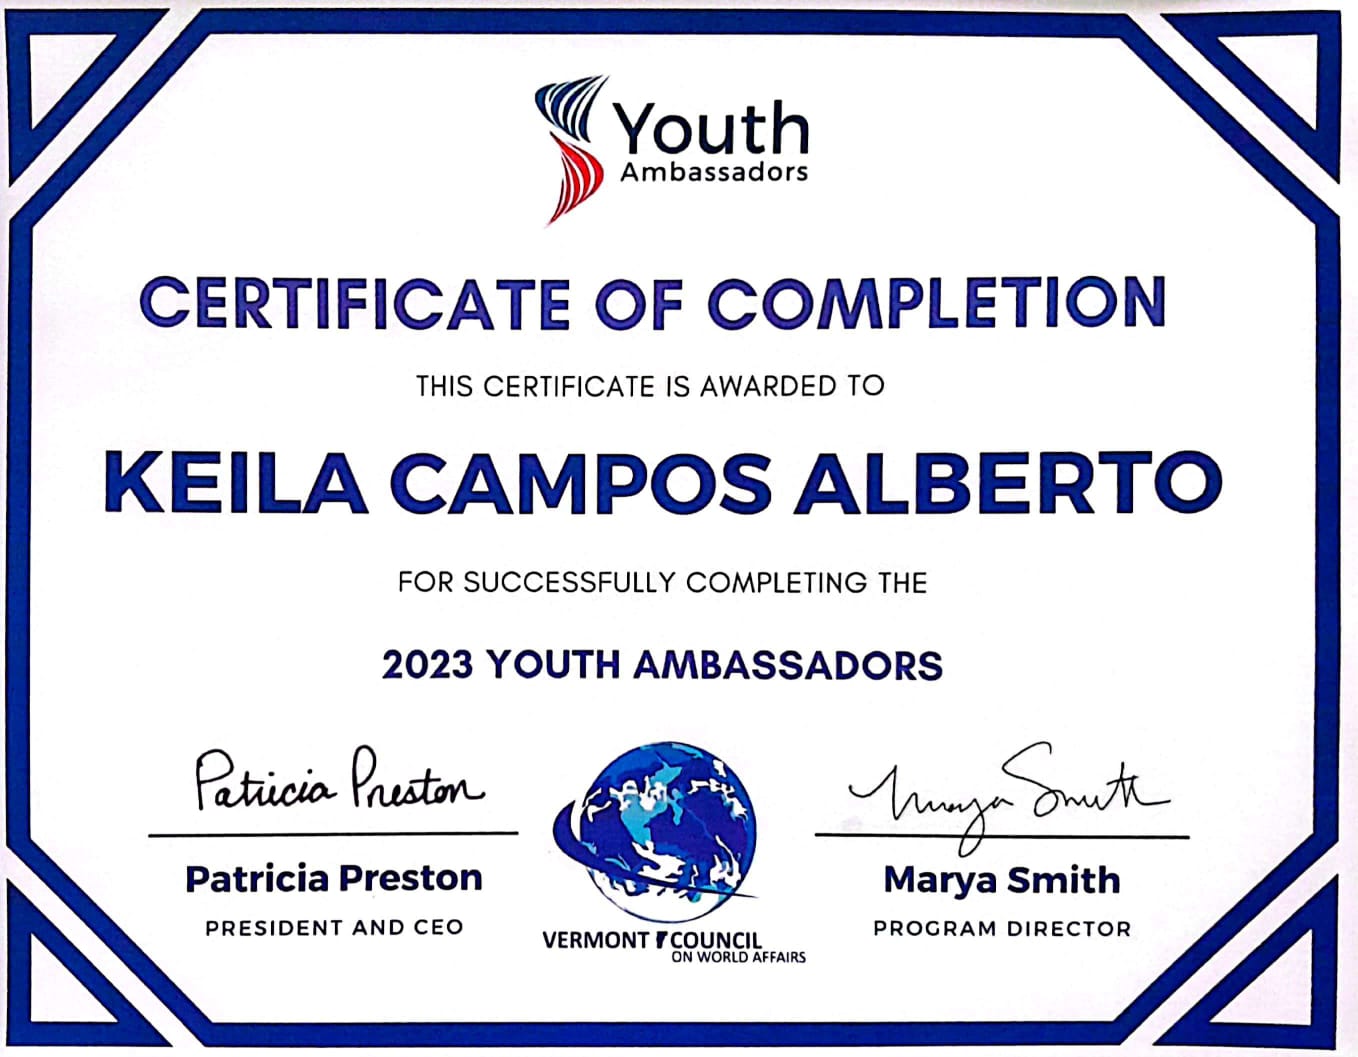 Youth
Ambassadors
CERTIFICATE OF COMPLETION
THIS CERTIFICATE IS AWARDED TO
KEILA CAMPOS ALBERTO
FOR SUCCESSFULLY COMPLETING THE
2023 YOUTH AMBASSADORS
Patricia Preston
Marya Smith
Patricia Preston
Marya Smith
PRESIDENT AND CEO
PROGRAM DIRECTOR
VERMONT COUNCIL
ON WORLD AFFAIRS